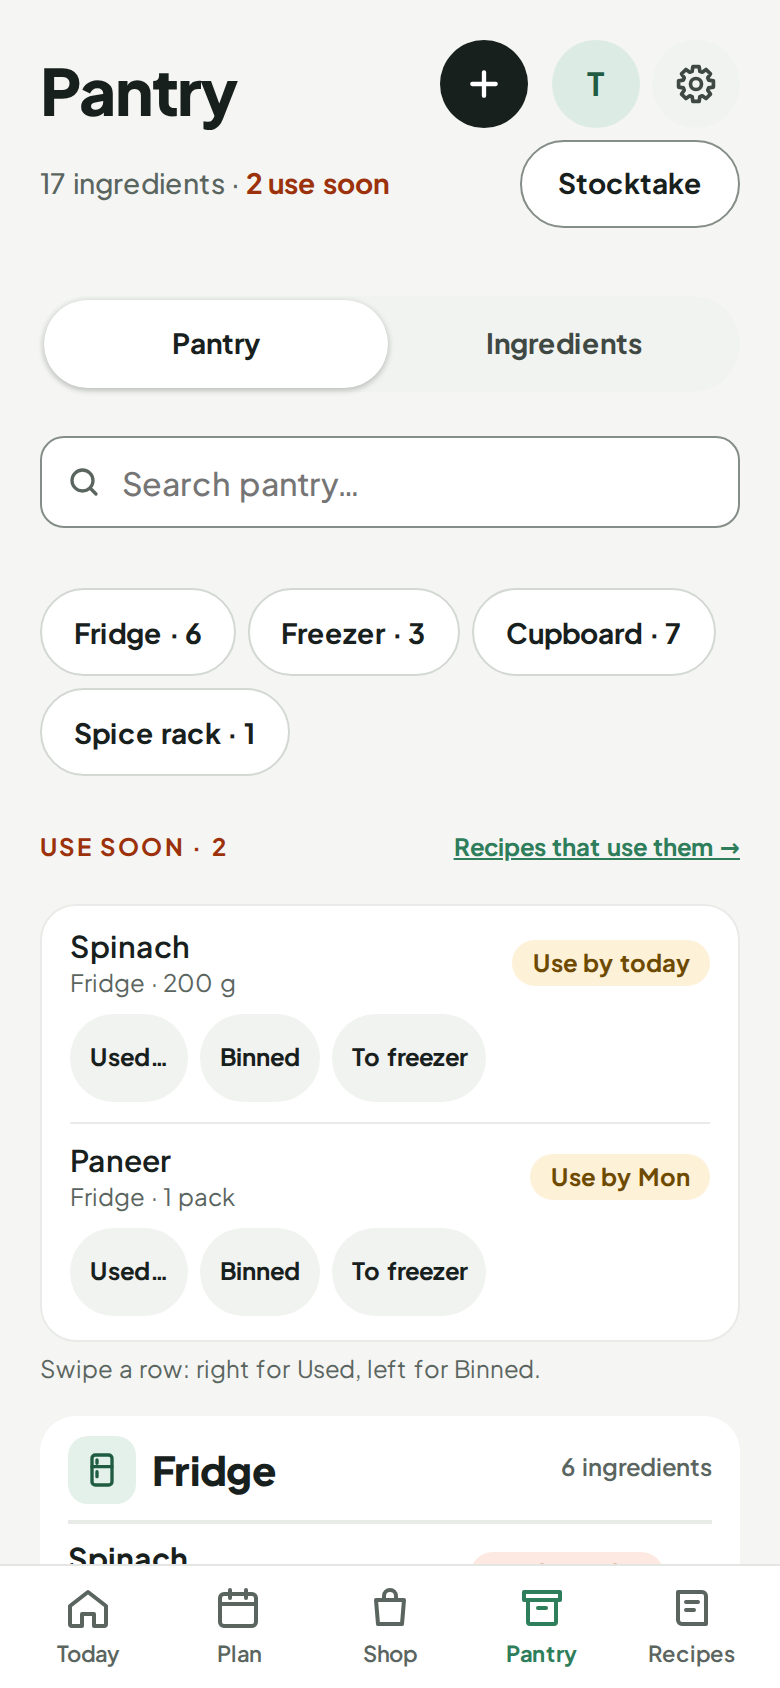 Pantry
T
17 ingredients · 2 use soon
Stocktake
Pantry
Ingredients
Search pantry...
Fridge · 6
Freezer · 3
Cupboard · 7
Spice rack · 1
USE SOON · 2
Recipes that use them →
Spinach
Use by today
Fridge · 200 g
Used...
Binned
To freezer
Paneer
Use by Mon
Fridge · 1 pack
Used...
Binned
To freezer
Swipe a row: right for Used, left for Binned.
Fridge
6 ingredients
Spinach
Today
Plan
Shop
Pantry
Recipes